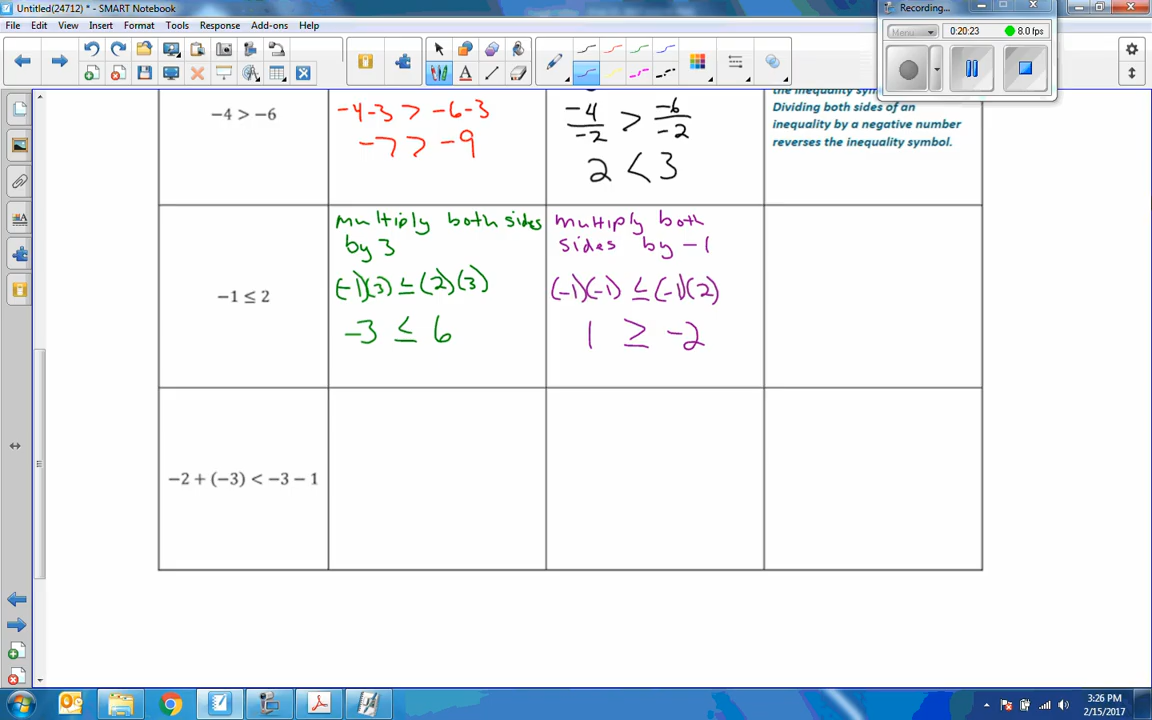 Untitled(24712) * - SMART Notebook
Recording...
File Edit View Insert Format Tools Response Add-ons Help
Menu
0:20:23
8.0 fps
the inequality sym
Dividing both sides of an
inequality by a negative number
reverses the inequality symbol.
−4 > −6
-4-3 > -6-3
-7 > -9
-4/-2 > -6/-2
2 < 3
multiply both sides
by 3
(-1)(3) ≤ (2)(3)
-3 ≤ 6
multiply both
sides by -1
(-1)(-1) ≤ (-1)(2)
1 ≥ -2
−1 ≤ 2
−2 + (−3) < −3 − 1
3:26 PM
2/15/2017